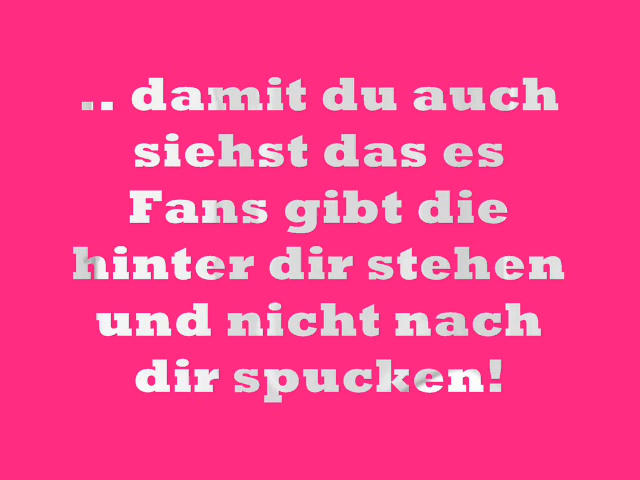 .. damit du auch
siehst das es
Fans gibt die
hinter dir stehen
und nicht nach
dir spucken!